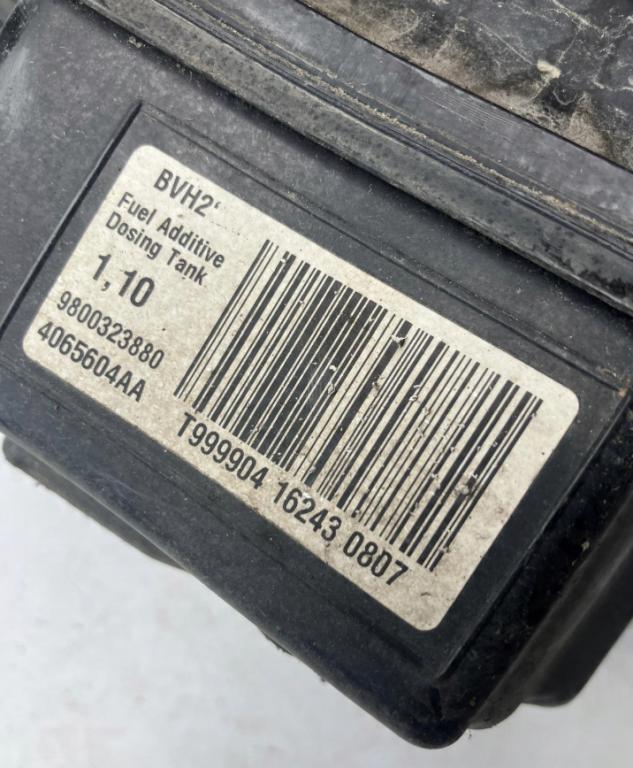 BVH2
Fuel Additive
Dosing Tank
1,10
9800323880
4065604AA
T999904 16243 0807